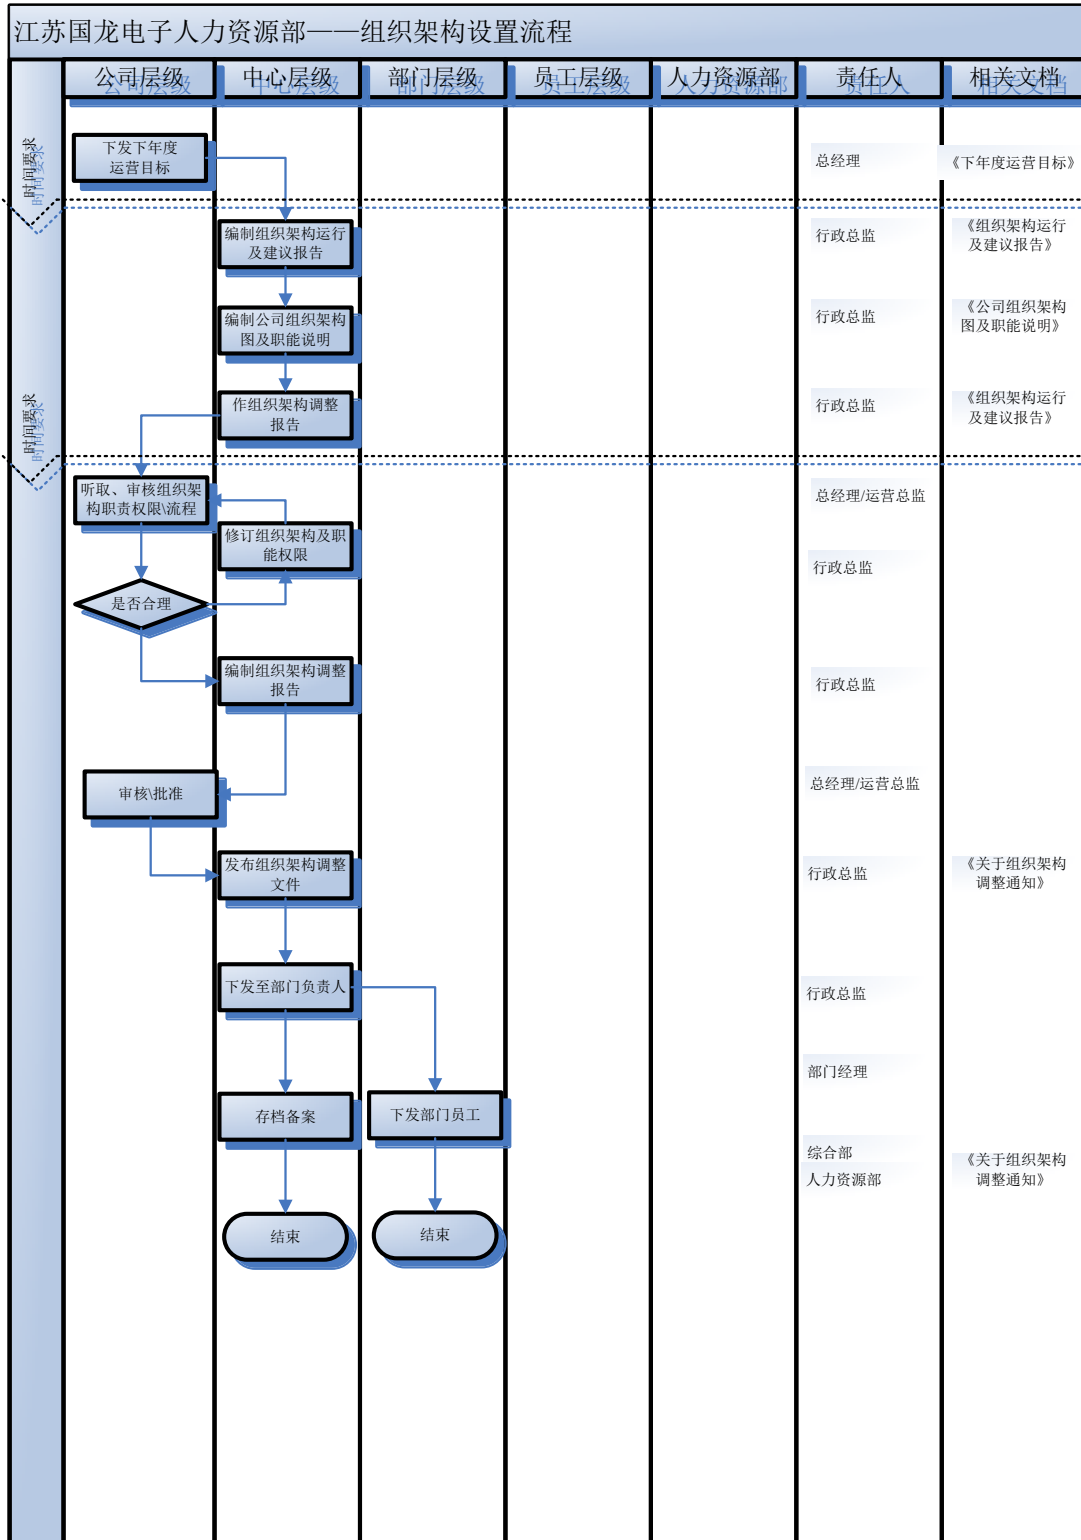 江苏国龙电子人力资源部——组织架构设置流程
公司层级
中心层级
部门层级
员工层级
人力资源部
责任人
相关文档
时间要求
下发下年度
运营目标
总经理
《下年度运营目标》
编制组织架构运行
及建议报告
行政总监
《组织架构运行
及建议报告》
编制公司组织架构
图及职能说明
行政总监
《公司组织架构
图及职能说明》
时间要求
作组织架构调整
报告
行政总监
《组织架构运行
及建议报告》
听取、审核组织架
构职责权限\流程
总经理/运营总监
修订组织架构及职
能权限
行政总监
是否合理
编制组织架构调整
报告
行政总监
审核\批准
总经理/运营总监
发布组织架构调整
文件
行政总监
《关于组织架构
调整通知》
下发至部门负责人
行政总监
部门经理
存档备案
下发部门员工
综合部
人力资源部
《关于组织架构
调整通知》
结束
结束